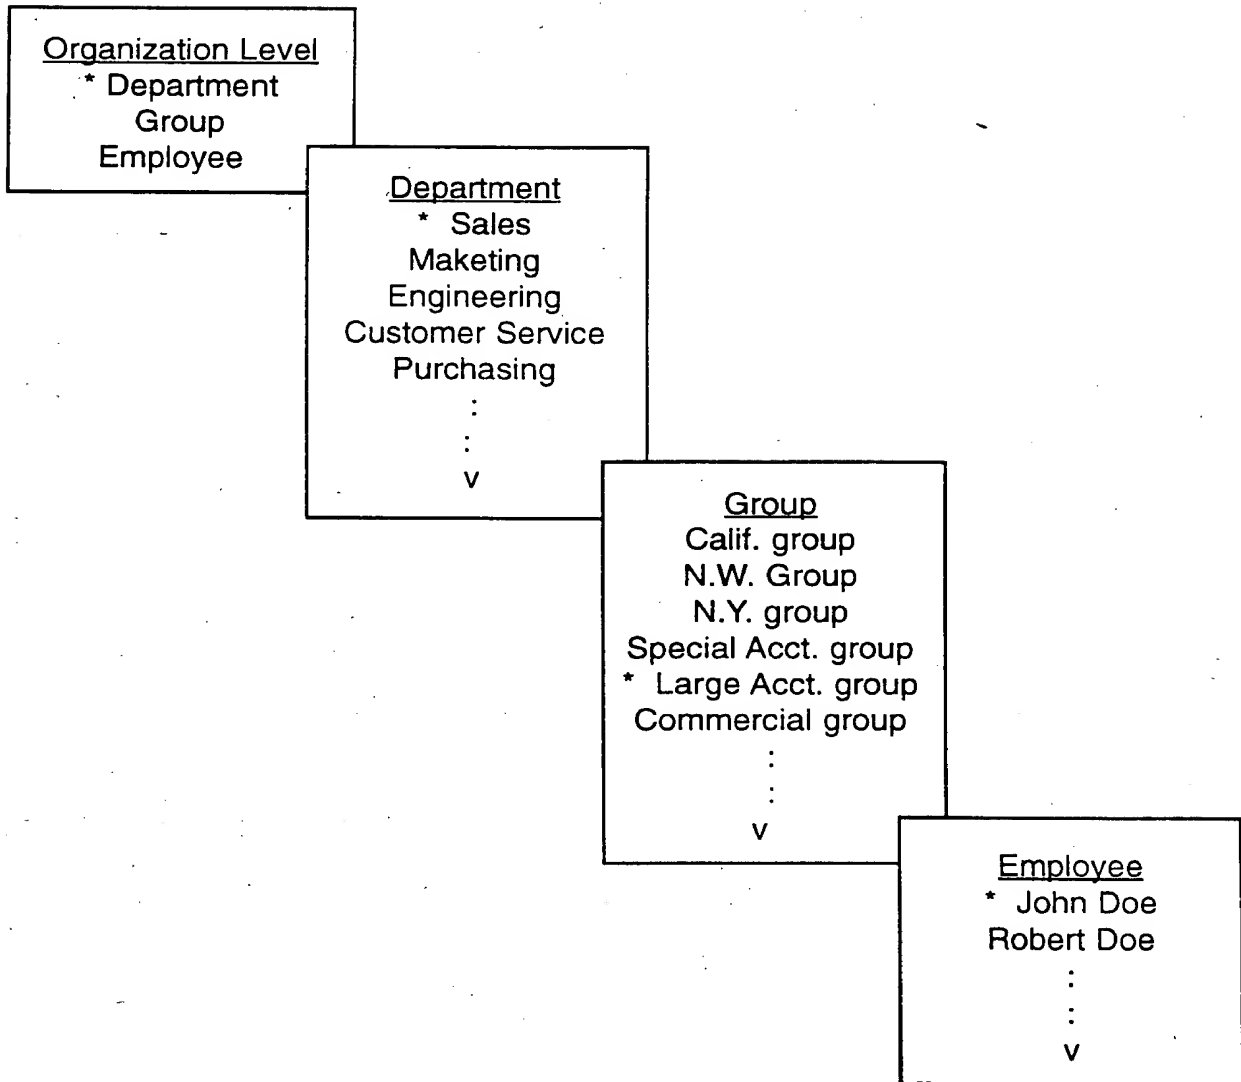 Organization Level
* Department
Group
Employee
Department
* Sales
Maketing
Engineering
Customer Service
Purchasing
:
:
v
Group
Calif. group
N.W. Group
N.Y. group
Special Acct. group
* Large Acct. group
Commercial group
:
:
v
Employee
* John Doe
Robert Doe
:
:
v